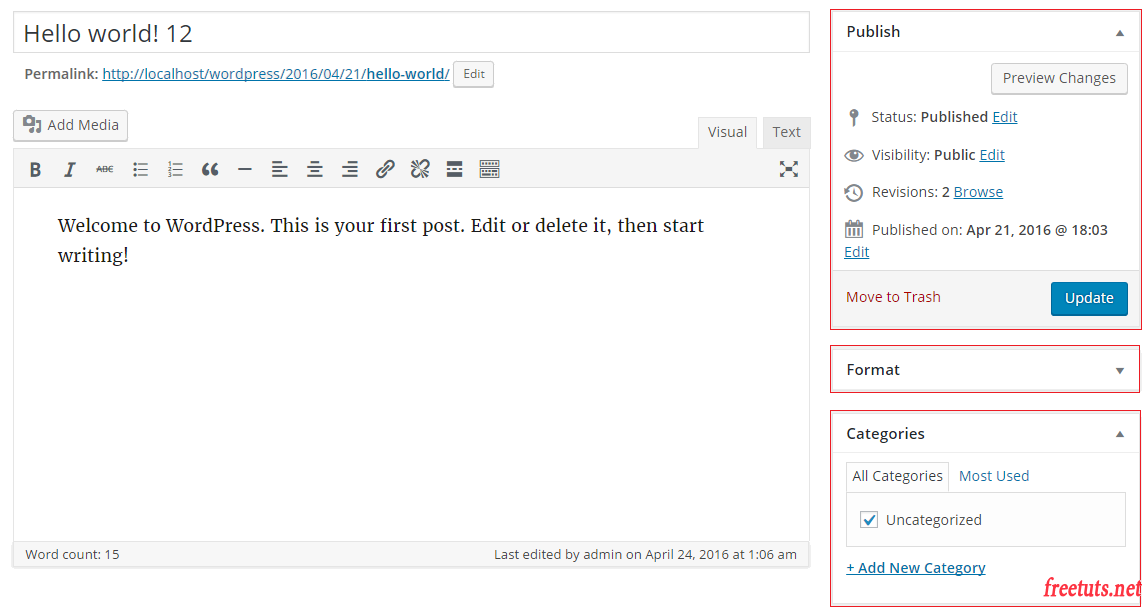 Hello world! 12
Permalink: http://localhost/wordpress/2016/04/21/hello-world/ Edit
Add Media
Visual Text
B I ABC
Welcome to WordPress. This is your first post. Edit or delete it, then start
writing!
Word count: 15 Last edited by admin on April 24, 2016 at 1:06 am
Publish
Preview Changes
Status: Published Edit
Visibility: Public Edit
Revisions: 2 Browse
Published on: Apr 21, 2016 @ 18:03
Edit
Move to Trash Update
Format
Categories
All Categories Most Used
Uncategorized
+ Add New Category
freetuts.net